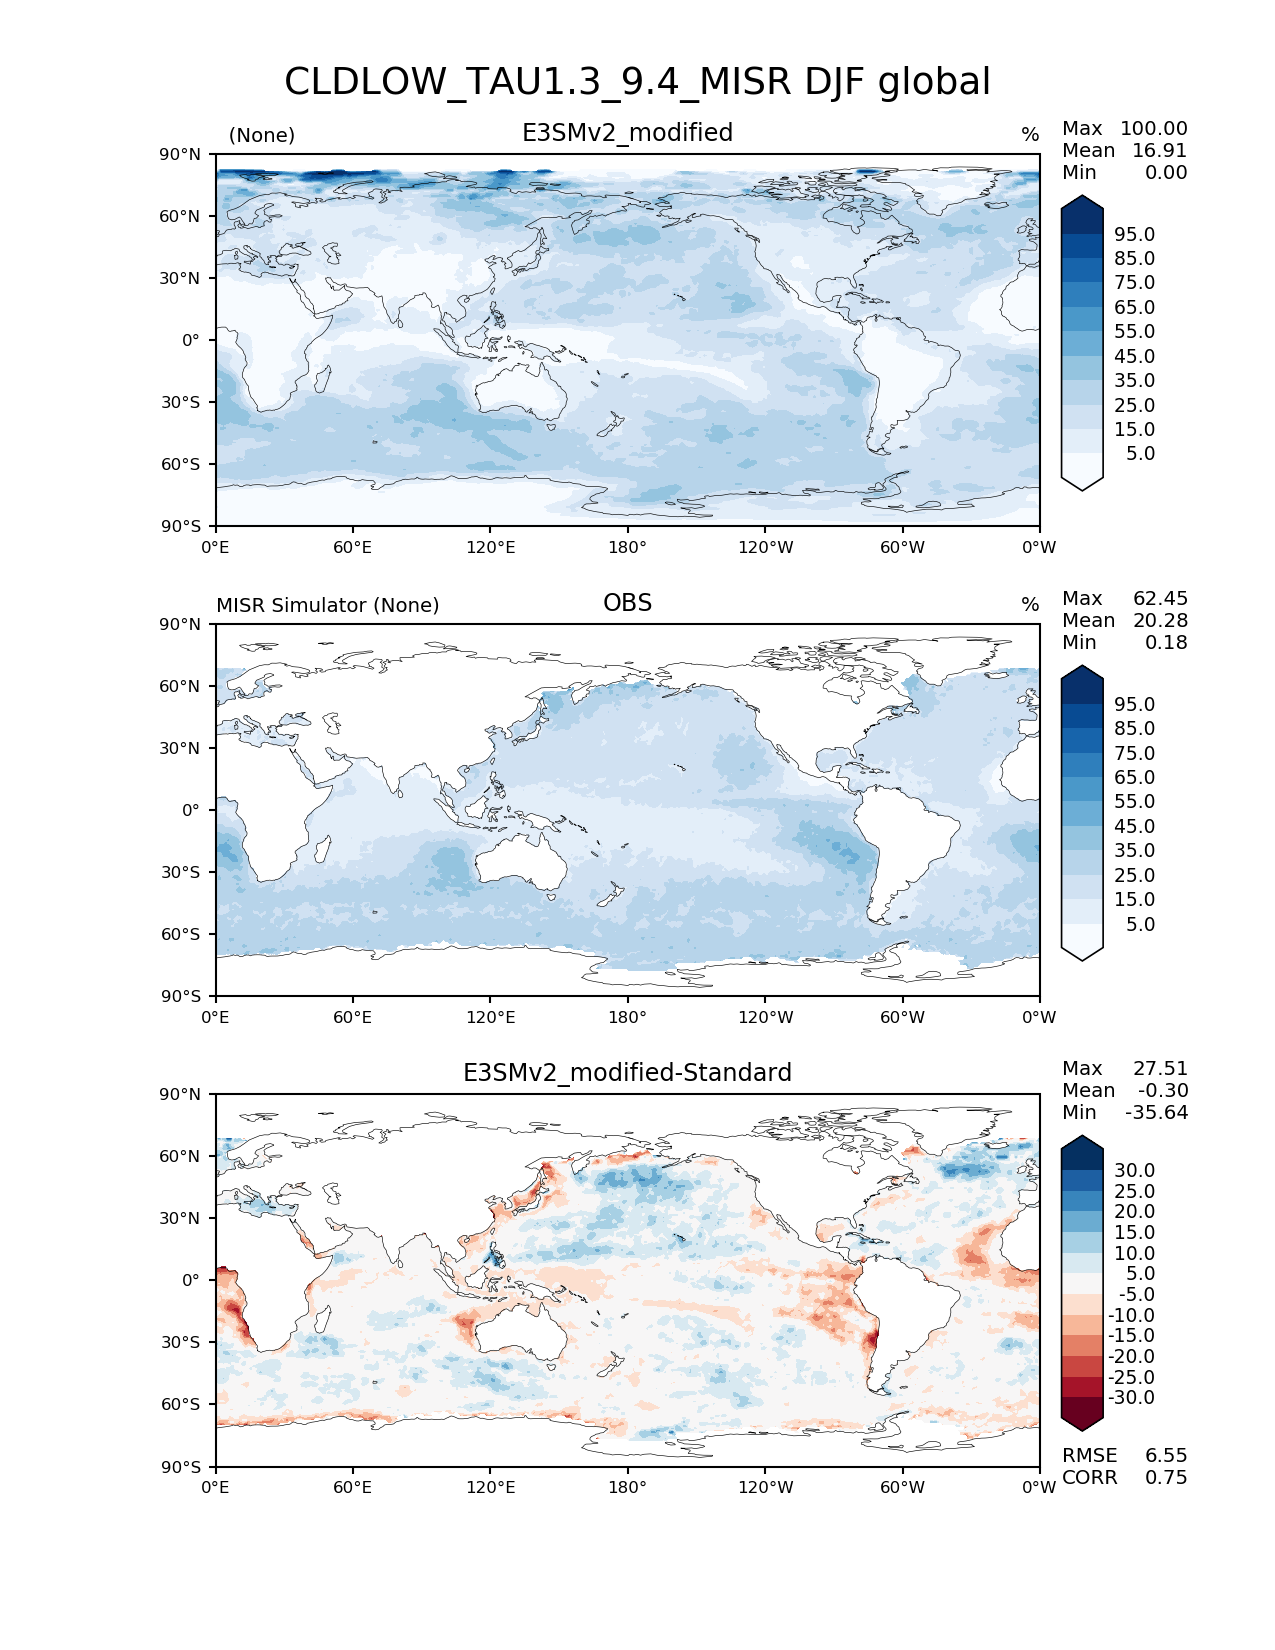 CLDLOW_TAU1.3_9.4_MISR DJF global
(None)
E3SMv2_modified
%
Max 100.00
Mean 16.91
Min 0.00
90°N
60°N
30°N
0°
30°S
60°S
90°S
0°E 60°E 120°E 180° 120°W 60°W 0°W
95.0
85.0
75.0
65.0
55.0
45.0
35.0
25.0
15.0
5.0
MISR Simulator (None)
OBS
%
Max 62.45
Mean 20.28
Min 0.18
90°N
60°N
30°N
0°
30°S
60°S
90°S
0°E 60°E 120°E 180° 120°W 60°W 0°W
95.0
85.0
75.0
65.0
55.0
45.0
35.0
25.0
15.0
5.0
E3SMv2_modified-Standard
Max 27.51
Mean -0.30
Min -35.64
90°N
60°N
30°N
0°
30°S
60°S
90°S
0°E 60°E 120°E 180° 120°W 60°W 0°W
30.0
25.0
20.0
15.0
10.0
5.0
-5.0
-10.0
-15.0
-20.0
-25.0
-30.0
RMSE 6.55
CORR 0.75